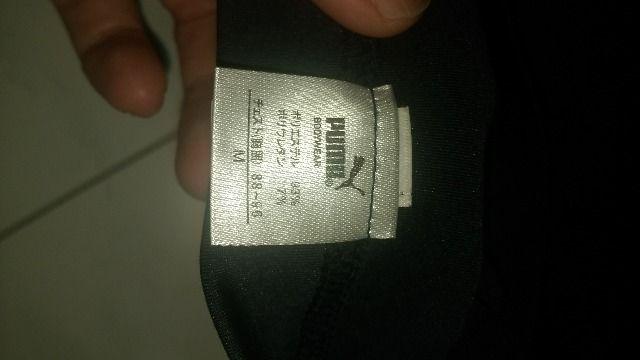 PUMA®
BODYWEAR
ポリエステル 93%
ポリウレタン 7%
チェスト範囲 88-96
M